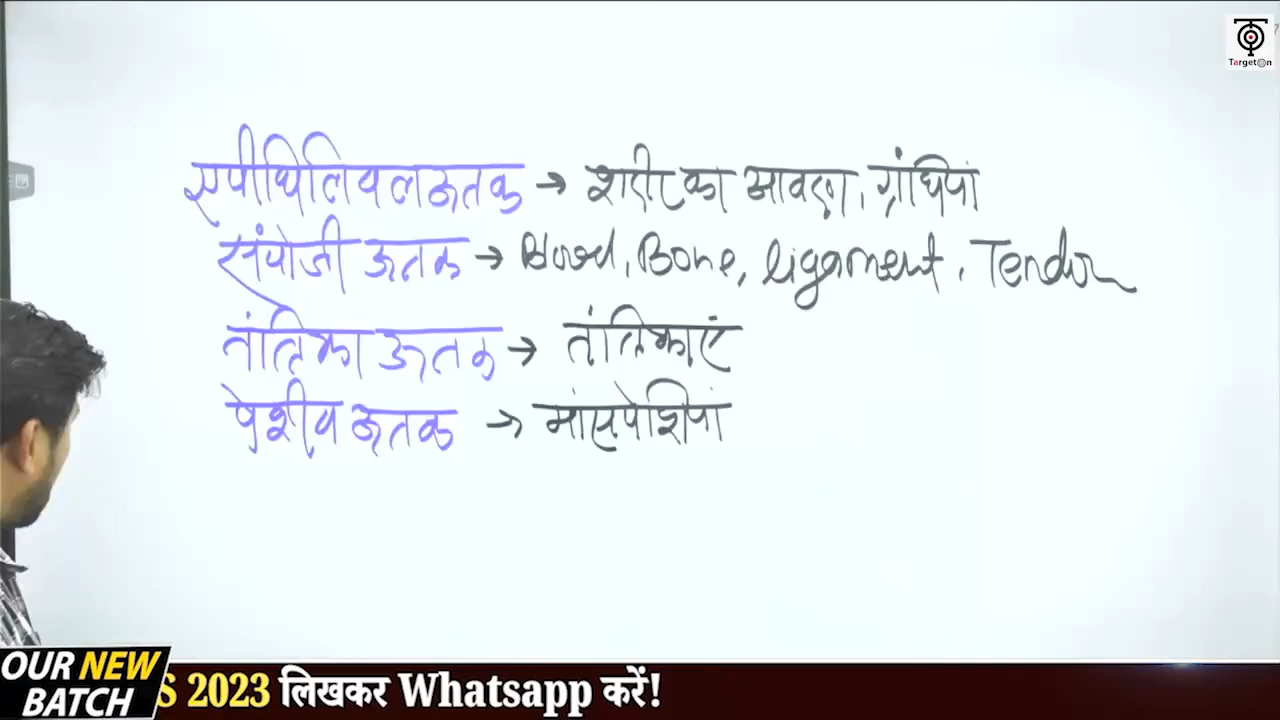 TargetOn
एपीथिलियल ऊतक → शरीर का आवरण, ग्रंथियां
संयोजी ऊतक → Blood, Bone, ligament, Tendon
तंत्रिका ऊतक → तंत्रिकाएं
पेशीय ऊतक → मांसपेशियां
OUR NEW BATCH
S 2023 लिखकर Whatsapp करें!